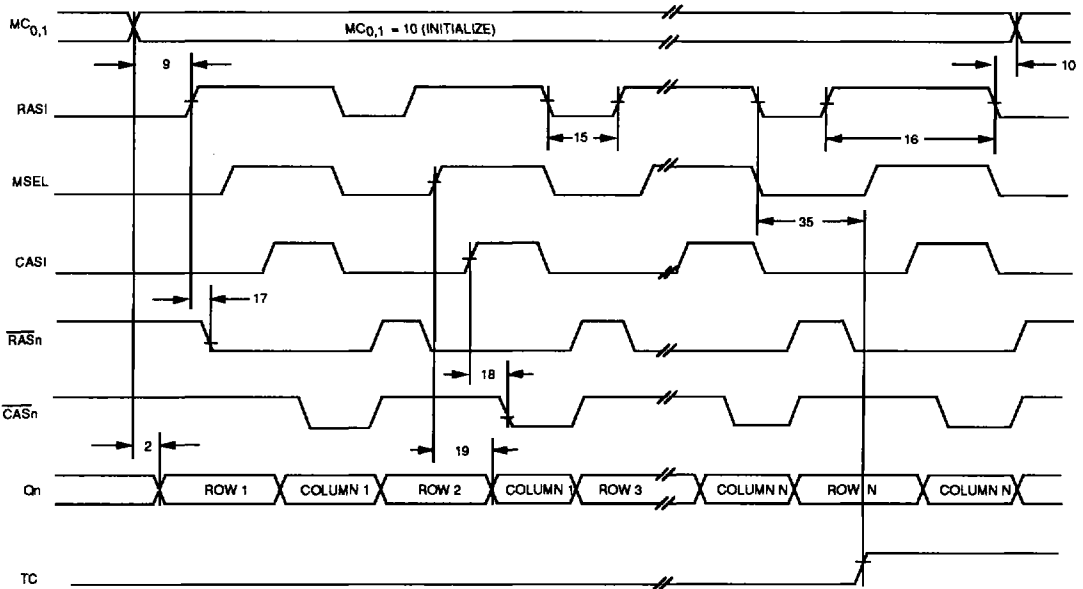 MC0,1
MC0,1 = 10 (INITIALIZE)
9
10
RASI
15
16
MSEL
35
CASI
17
RASn
18
CASn
2
19
Qn
ROW 1
COLUMN 1
ROW 2
COLUMN 1
ROW 3
COLUMN N
ROW N
COLUMN N
TC